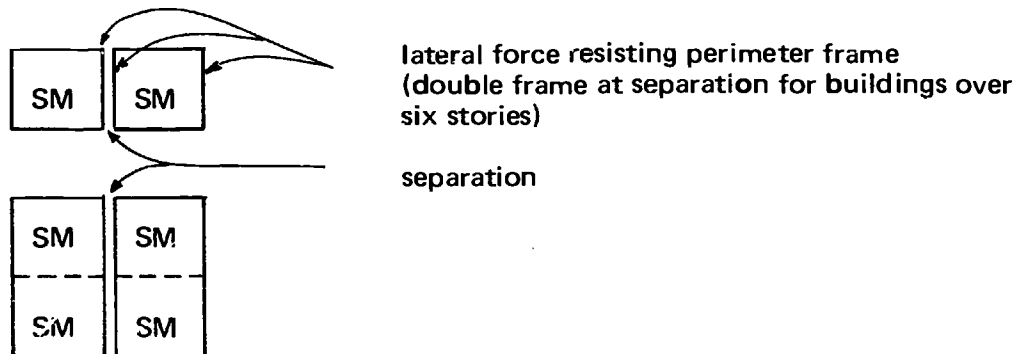 SM SM
lateral force resisting perimeter frame
(double frame at separation for buildings over
six stories)
separation
SM SM
SM SM